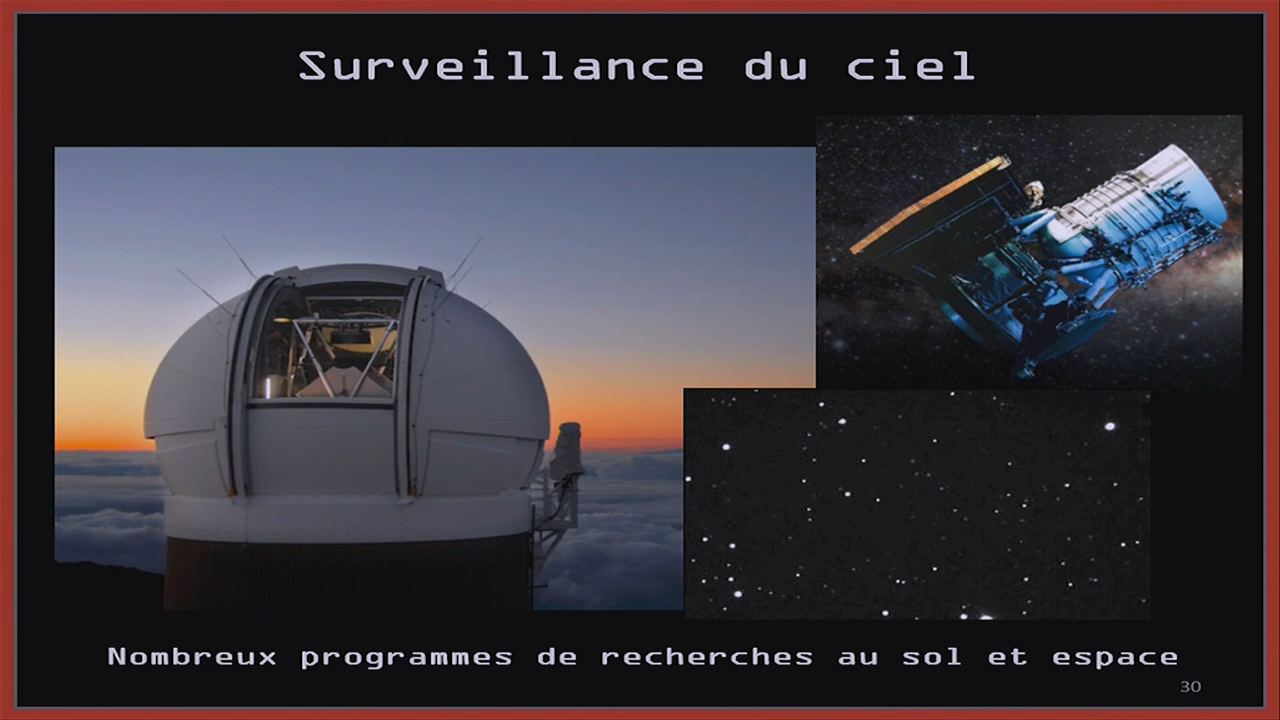 Surveillance du ciel
Nombreux programmes de recherches au sol et espace
30